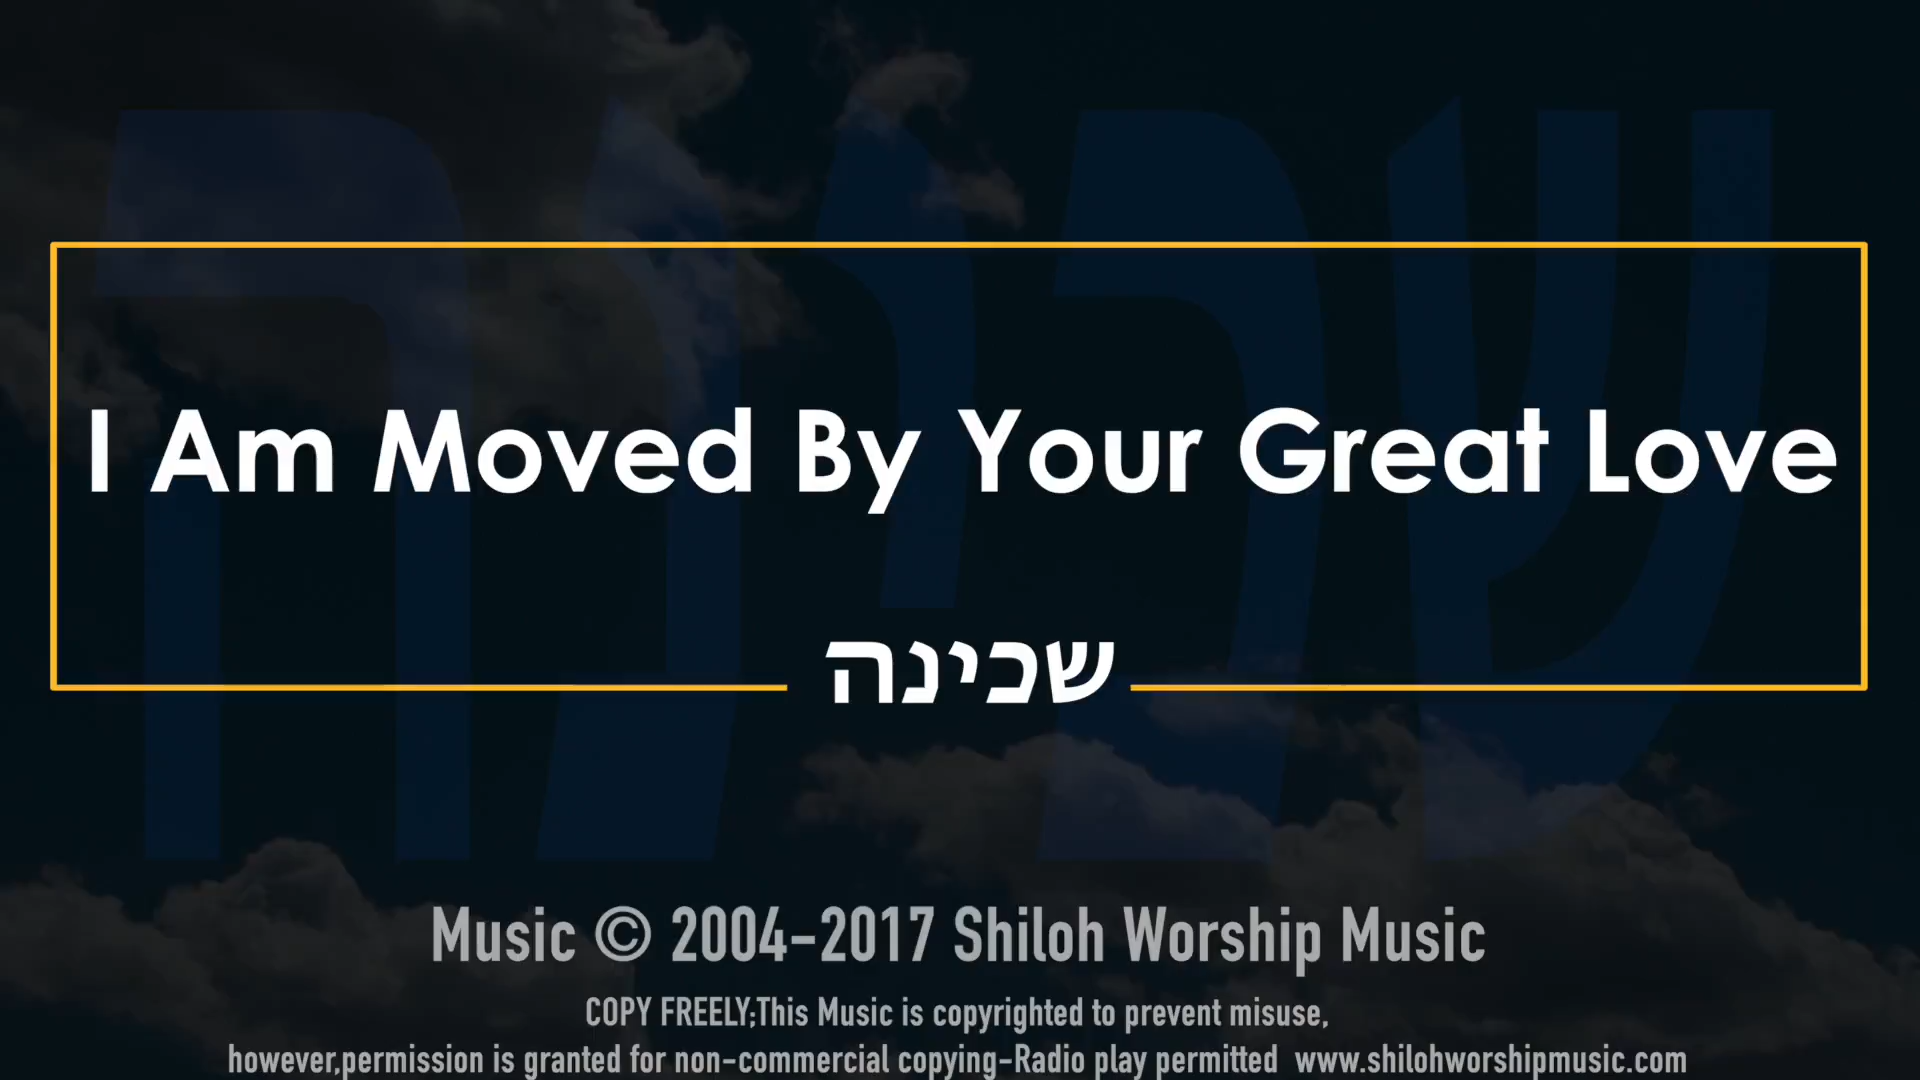 I Am Moved By Your Great Love
שכינה
Music © 2004-2017 Shiloh Worship Music
COPY FREELY;This Music is copyrighted to prevent misuse,
however,permission is granted for non-commercial copying-Radio play permitted www.shilohworshipmusic.com
שכינה